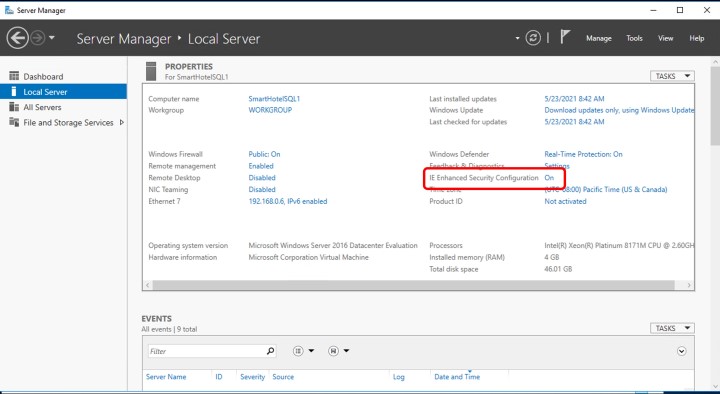 Server Manager
Server Manager • Local Server
Manage Tools View Help
Dashboard
Local Server
All Servers
File and Storage Services
PROPERTIES
For SmartHotelSQL1
TASKS
Computer name SmartHotelSQL1 Last installed updates 5/23/2021 8:42 AM
Workgroup WORKGROUP Windows Update Download updates only, using Windows Update
Last checked for updates 5/23/2021 8:42 AM
Windows Firewall Public: On Windows Defender Real-Time Protection: On
Remote management Enabled Feedback & Diagnostics Settings
Remote Desktop Disabled IE Enhanced Security Configuration On
NIC Teaming Disabled Time zone (UTC-08:00) Pacific Time (US & Canada)
Ethernet 7 192.168.0.6, IPv6 enabled Product ID Not activated
Operating system version Microsoft Windows Server 2016 Datacenter Evaluation Processors Intel(R) Xeon(R) Platinum 8171M CPU @ 2.60GH
Hardware information Microsoft Corporation Virtual Machine Installed memory (RAM) 4 GB
Total disk space 46.01 GB
EVENTS
All events | 9 total
TASKS
Filter
Server Name ID Severity Source Log Date and Time